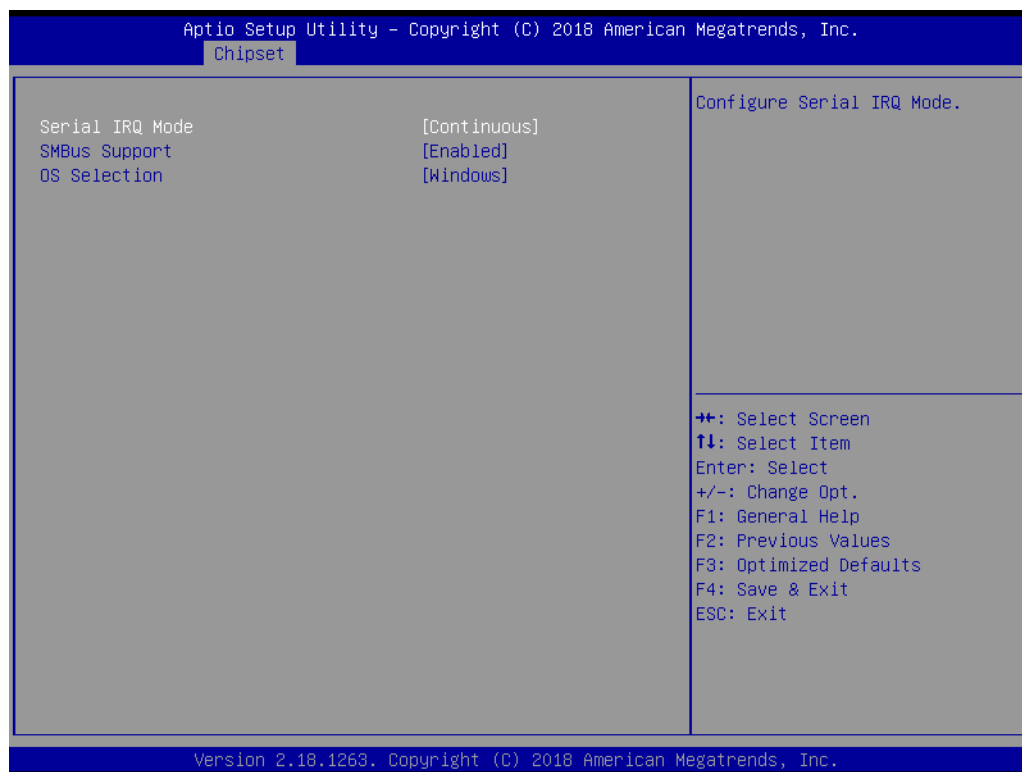 Aptio Setup Utility – Copyright (C) 2018 American Megatrends, Inc.
Chipset
Serial IRQ Mode [Continuous]
SMBus Support [Enabled]
OS Selection [Windows]
Configure Serial IRQ Mode.
→←: Select Screen
↑↓: Select Item
Enter: Select
+/-: Change Opt.
F1: General Help
F2: Previous Values
F3: Optimized Defaults
F4: Save & Exit
ESC: Exit
Version 2.18.1263. Copyright (C) 2018 American Megatrends, Inc.